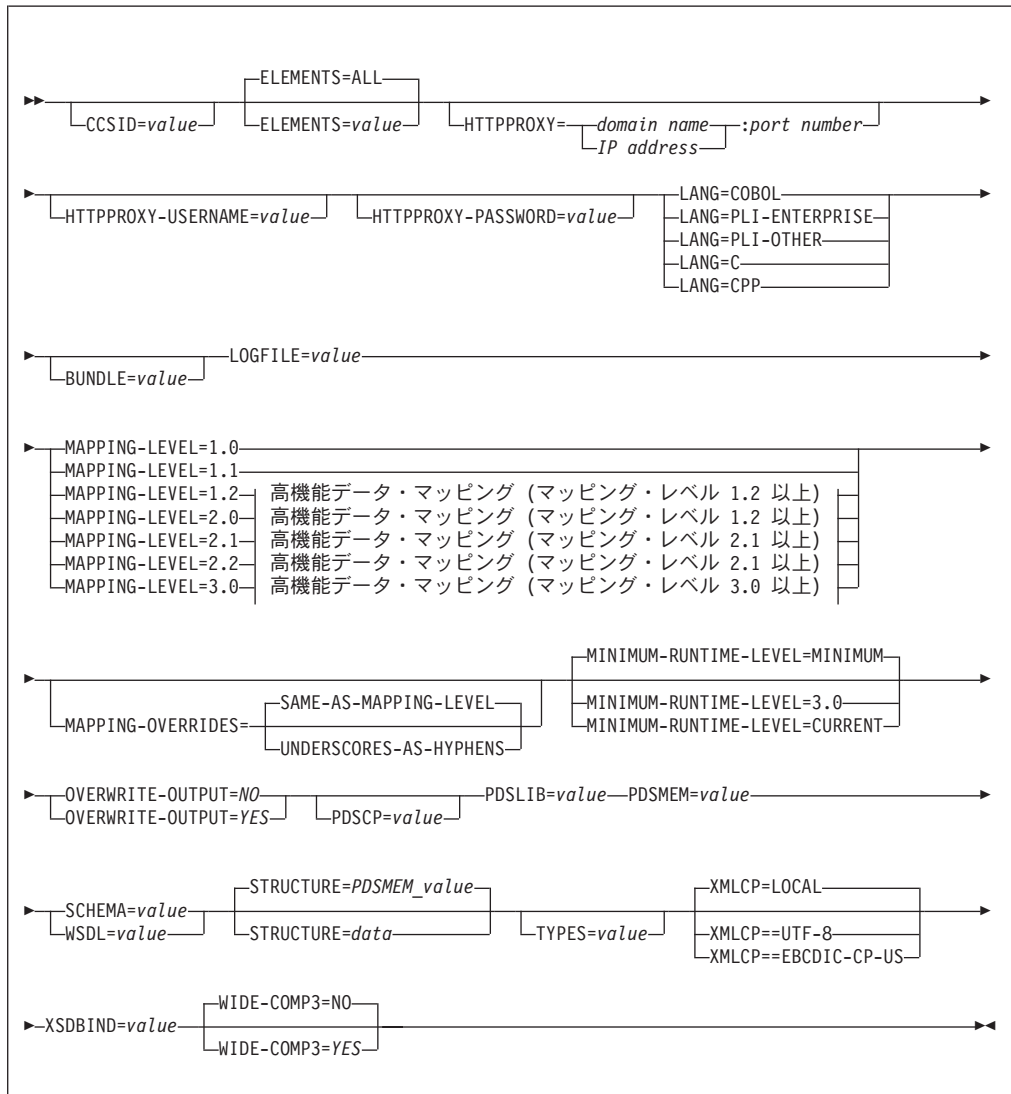 ELEMENTS=ALL
CCSID=value ELEMENTS=value HTTPPROXY= domain name :port number
IP address
HTTPPROXY-USERNAME=value HTTPPROXY-PASSWORD=value LANG=COBOL
LANG=PLI-ENTERPRISE
LANG=PLI-OTHER
LANG=C
LANG=CPP
BUNDLE=value LOGFILE=value
MAPPING-LEVEL=1.0
MAPPING-LEVEL=1.1
MAPPING-LEVEL=1.2 高機能データ・マッピング (マッピング・レベル 1.2 以上)
MAPPING-LEVEL=2.0 高機能データ・マッピング (マッピング・レベル 1.2 以上)
MAPPING-LEVEL=2.1 高機能データ・マッピング (マッピング・レベル 2.1 以上)
MAPPING-LEVEL=2.2 高機能データ・マッピング (マッピング・レベル 2.1 以上)
MAPPING-LEVEL=3.0 高機能データ・マッピング (マッピング・レベル 3.0 以上)
MINIMUM-RUNTIME-LEVEL=MINIMUM
MAPPING-OVERRIDES= SAME-AS-MAPPING-LEVEL MINIMUM-RUNTIME-LEVEL=3.0
UNDERSCORES-AS-HYPHENS MINIMUM-RUNTIME-LEVEL=CURRENT
OVERWRITE-OUTPUT=NO PDSLIB=value PDSMEM=value
OVERWRITE-OUTPUT=YES PDSCP=value
STRUCTURE=PDSMEM_value XMLCP=LOCAL
SCHEMA=value
WSDL=value STRUCTURE=data TYPES=value XMLCP==UTF-8
XMLCP==EBCDIC-CP-US
WIDE-COMP3=NO
XSDBIND=value
WIDE-COMP3=YES